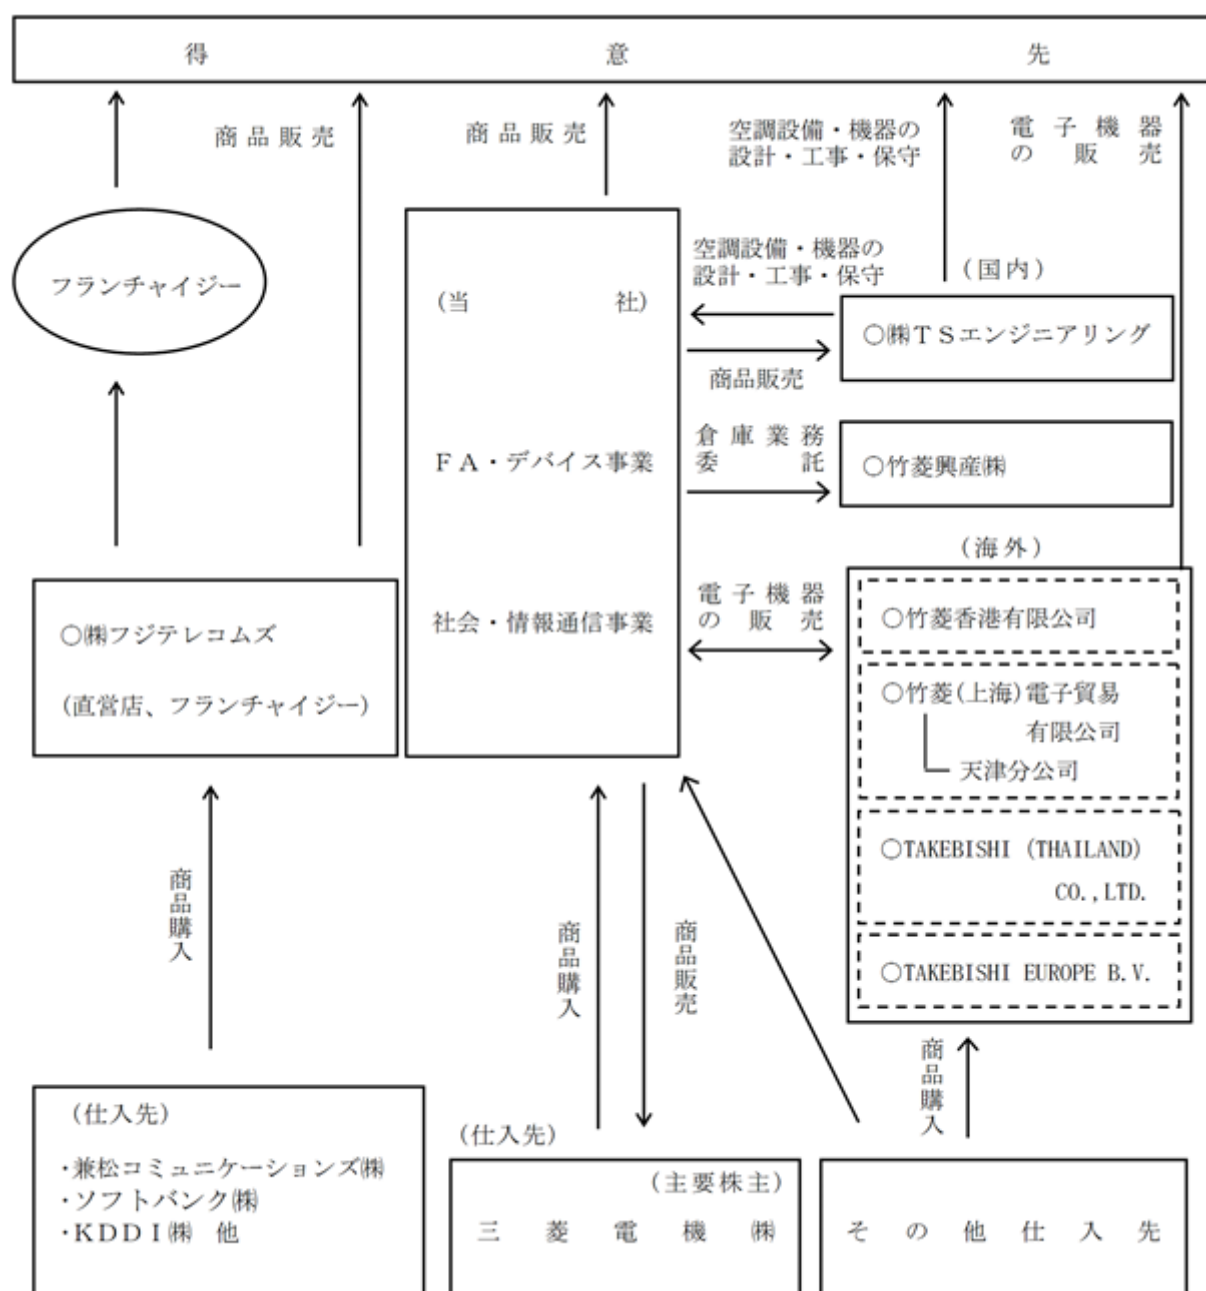 得意先
商品販売
商品販売
空調設備・機器の
設計・工事・保守
電子機器
の販売
フランチャイジー
(当社)
FA・デバイス事業
社会・情報通信事業
空調設備・機器の
設計・工事・保守
(国内)
○㈱TSエンジニアリング
商品販売
倉庫業務
委託
○竹菱興産㈱
(海外)
電子機器
の販売
○竹菱香港有限公司
○竹菱(上海)電子貿易
有限公司
天津分公司
○TAKEBISHI (THAILAND)
CO.,LTD.
○TAKEBISHI EUROPE B.V.
○㈱フジテレコムズ
(直営店、フランチャイジー)
商品購入
商品購入
商品販売
商品購入
(仕入先)
・兼松コミュニケーションズ㈱
・ソフトバンク㈱
・KDDI㈱ 他
(仕入先)
(主要株主)
三菱電機㈱
その他仕入先